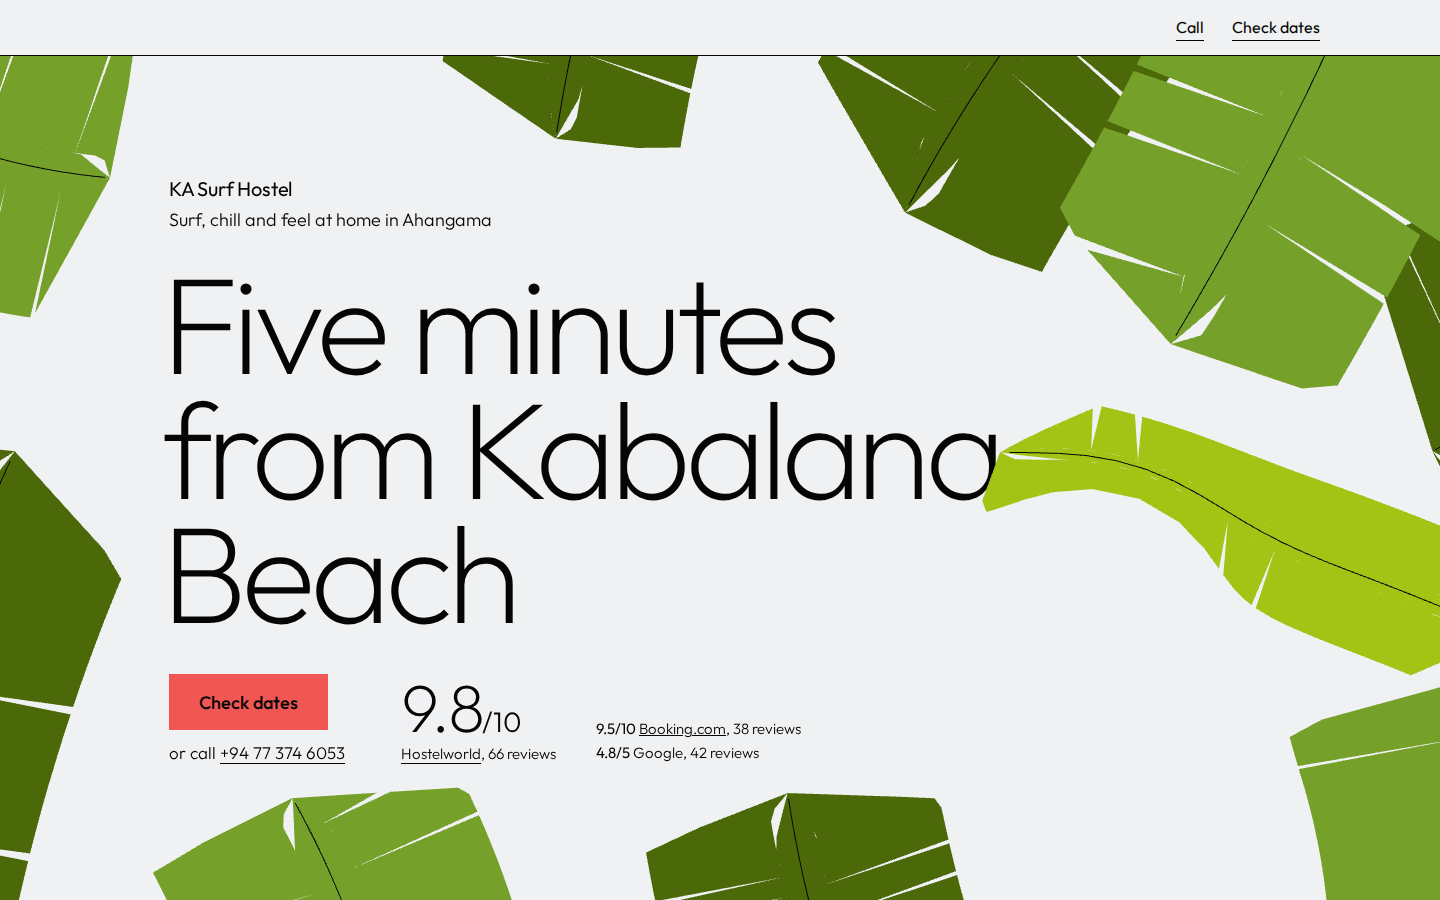 Call
Check dates
KA Surf Hostel
Surf, chill and feel at home in Ahangama
Five minutes
from Kabalana
Beach
Check dates
or call +94 77 374 6053
9.8/10
Hostelworld, 66 reviews
9.5/10 Booking.com, 38 reviews
4.8/5 Google, 42 reviews